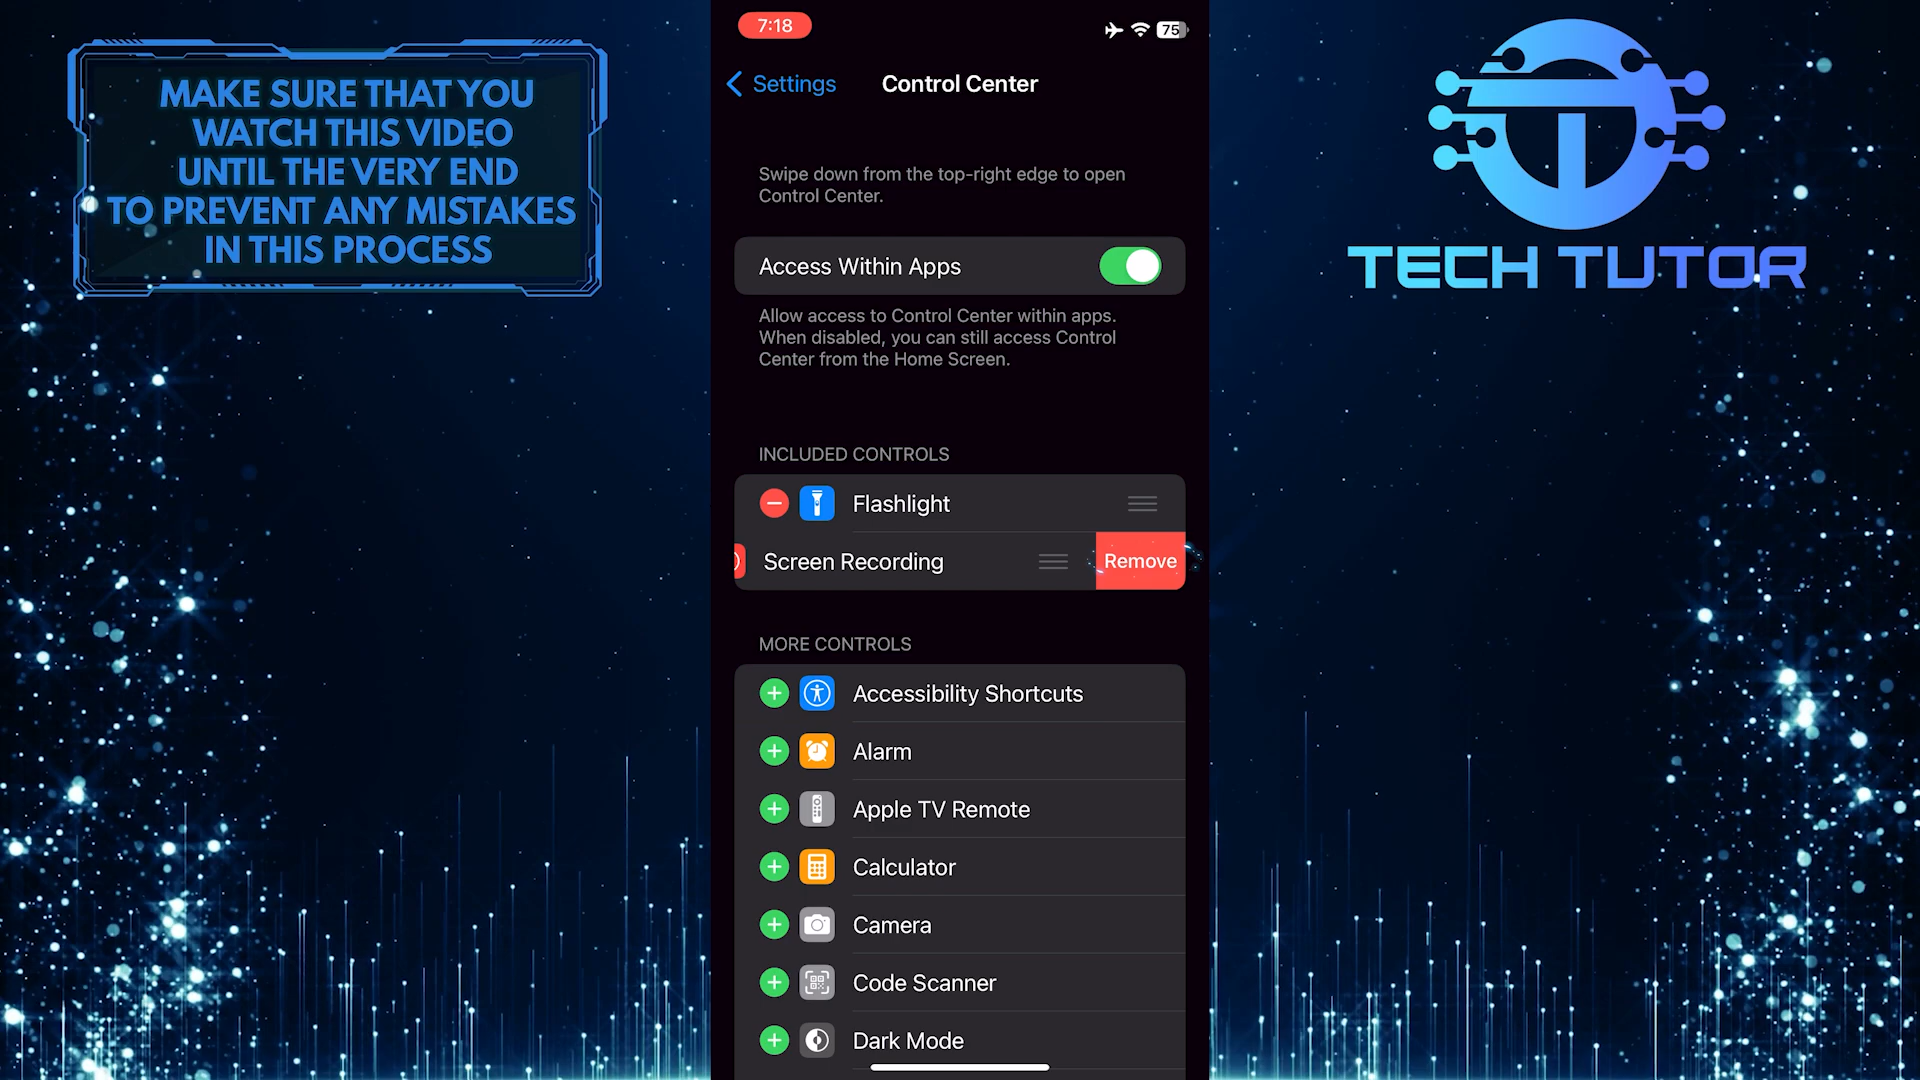 MAKE SURE THAT YOU
WATCH THIS VIDEO
UNTIL THE VERY END
TO PREVENT ANY MISTAKES
IN THIS PROCESS
7:18
75
Settings
Control Center
Swipe down from the top-right edge to open
Control Center.
Access Within Apps
Allow access to Control Center within apps.
When disabled, you can still access Control
Center from the Home Screen.
INCLUDED CONTROLS
Flashlight
Screen Recording
Remove
MORE CONTROLS
Accessibility Shortcuts
Alarm
Apple TV Remote
Calculator
Camera
Code Scanner
Dark Mode
TECH TUTOR